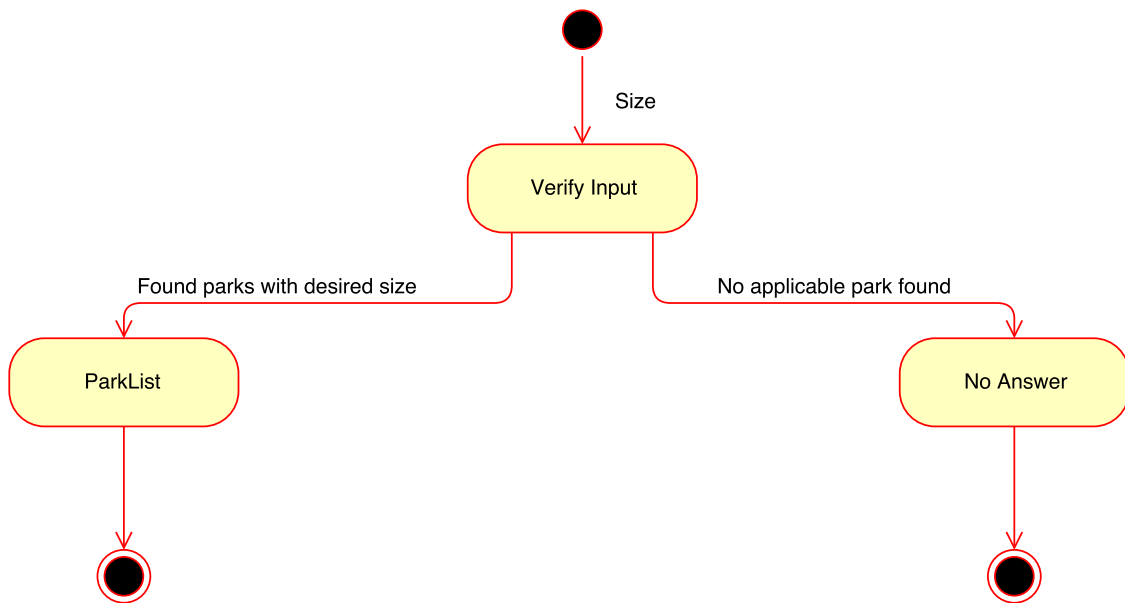 Size
Verify Input
Found parks with desired size
No applicable park found
ParkList
No Answer